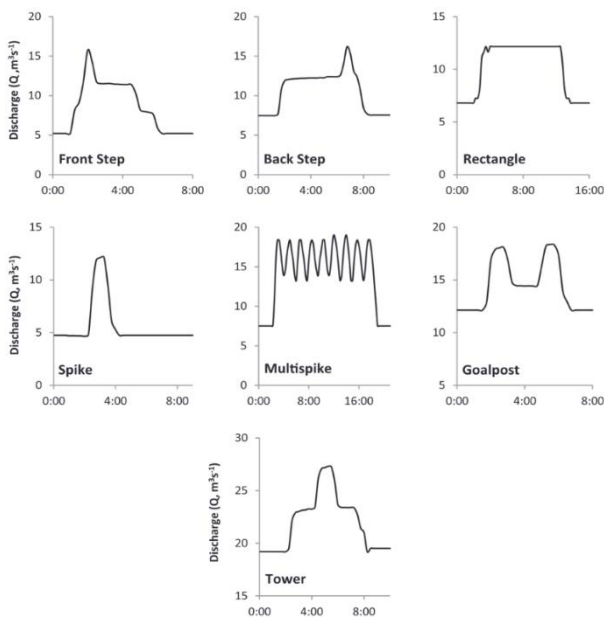 Discharge (Q ,m³s⁻¹)
20
15
10
5
0
Front Step
0:00 4:00 8:00
20
15
10
5
0
Back Step
0:00 4:00 8:00
15
10
5
0
Rectangle
0:00 8:00 16:00
Discharge (Q, m³s⁻¹)
15
10
5
0
Spike
0:00 4:00 8:00
20
15
10
5
0
Multispike
0:00 8:00 16:00
20
15
10
5
Goalpost
0:00 4:00 8:00
Discharge (Q, m³s⁻¹)
30
25
20
15
Tower
0:00 4:00 8:00